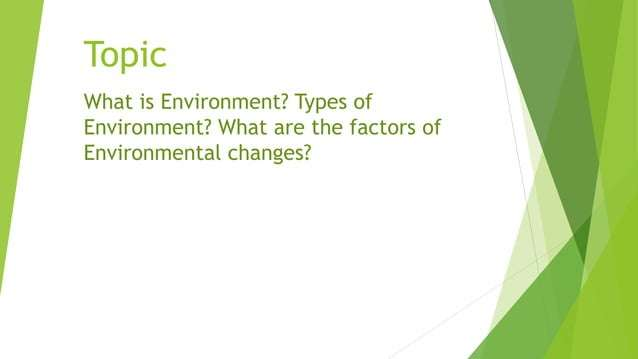 Topic
What is Environment? Types of
Environment? What are the factors of
Environmental changes?